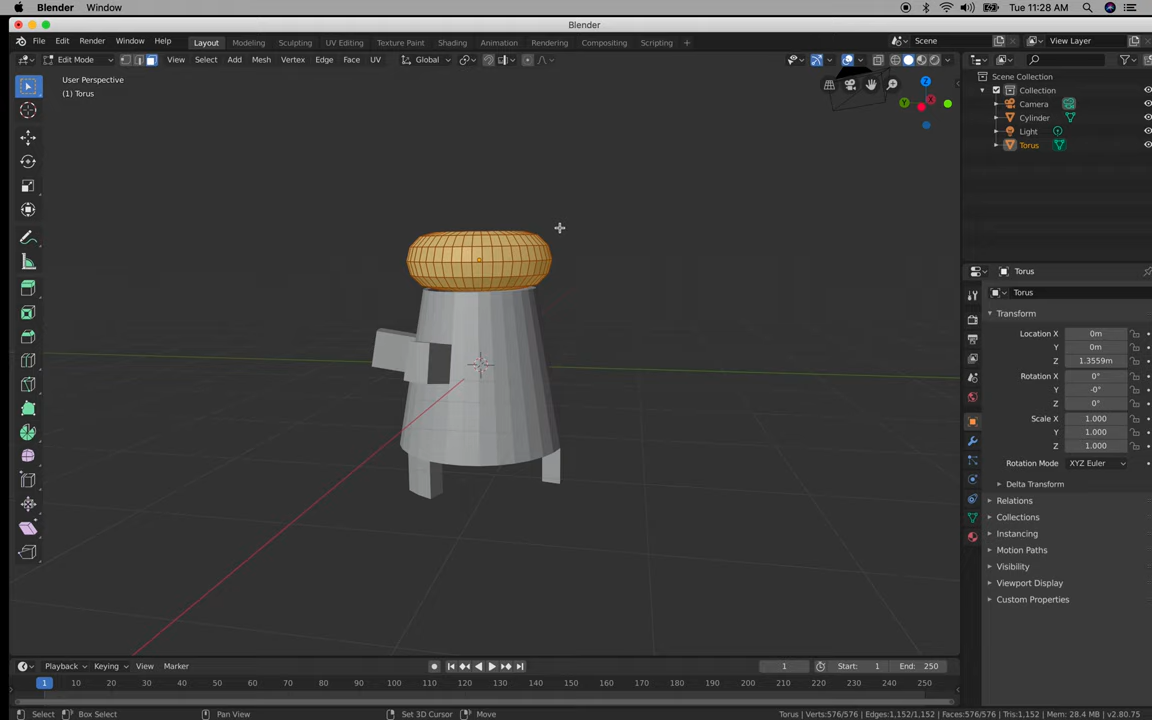 Blender Window Tue 11:28 AM
Blender
File Edit Render Window Help Layout Modeling Sculpting UV Editing Texture Paint Shading Animation Rendering Compositing Scripting + Scene View Layer
Edit Mode View Select Add Mesh Vertex Edge Face UV Global
User Perspective
(1) Torus
Z
Y
X
Scene Collection
Collection
Camera
Cylinder
Light
Torus
Torus
Torus
Transform
Location X 0m
Y 0m
Z 1.3559m
Rotation X 0°
Y -0°
Z 0°
Scale X 1.000
Y 1.000
Z 1.000
Rotation Mode XYZ Euler
Delta Transform
Relations
Collections
Instancing
Motion Paths
Visibility
Viewport Display
Custom Properties
Playback Keying View Marker 1 Start: 1 End: 250
1 10 20 30 40 50 60 70 80 90 100 110 120 130 140 150 160 170 180 190 200 210 220 230 240 250
Select Box Select Pan View Set 3D Cursor Move Torus | Verts:576/576 | Edges:1,152/1,152 | Faces:576/576 | Tris:1,152 | Mem: 28.4 MB | v2.80.75